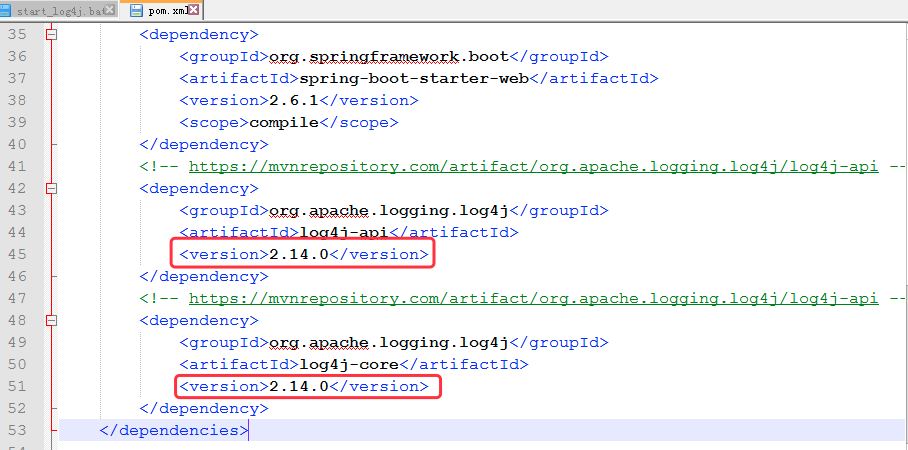 start_log4j.bat pom.xml
35 <dependency>
36 <groupId>org.springframework.boot</groupId>
37 <artifactId>spring-boot-starter-web</artifactId>
38 <version>2.6.1</version>
39 <scope>compile</scope>
40 </dependency>
41 <!-- https://mvnrepository.com/artifact/org.apache.logging.log4j/log4j-api --
42 <dependency>
43 <groupId>org.apache.logging.log4j</groupId>
44 <artifactId>log4j-api</artifactId>
45 <version>2.14.0</version>
46 </dependency>
47 <!-- https://mvnrepository.com/artifact/org.apache.logging.log4j/log4j-api --
48 <dependency>
49 <groupId>org.apache.logging.log4j</groupId>
50 <artifactId>log4j-core</artifactId>
51 <version>2.14.0</version>
52 </dependency>
53 </dependencies>